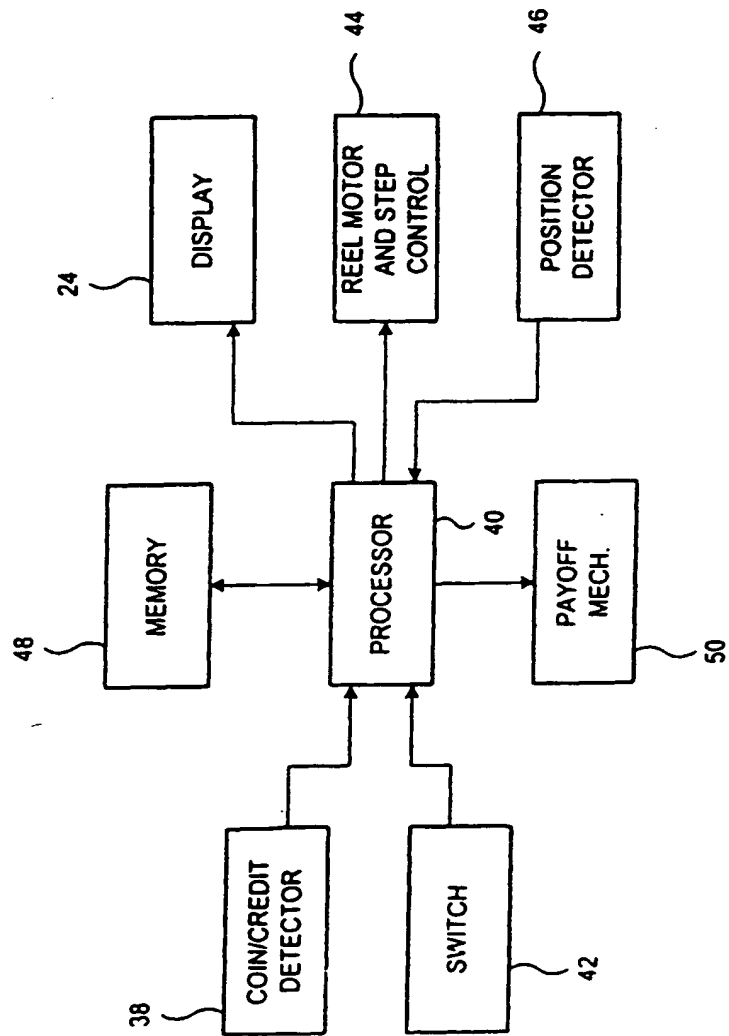 48
MEMORY
24
DISPLAY
38
COIN/CREDIT
DETECTOR
PROCESSOR
40
44
REEL MOTOR
AND STEP
CONTROL
42
SWITCH
50
PAYOFF
MECH.
46
POSITION
DETECTOR